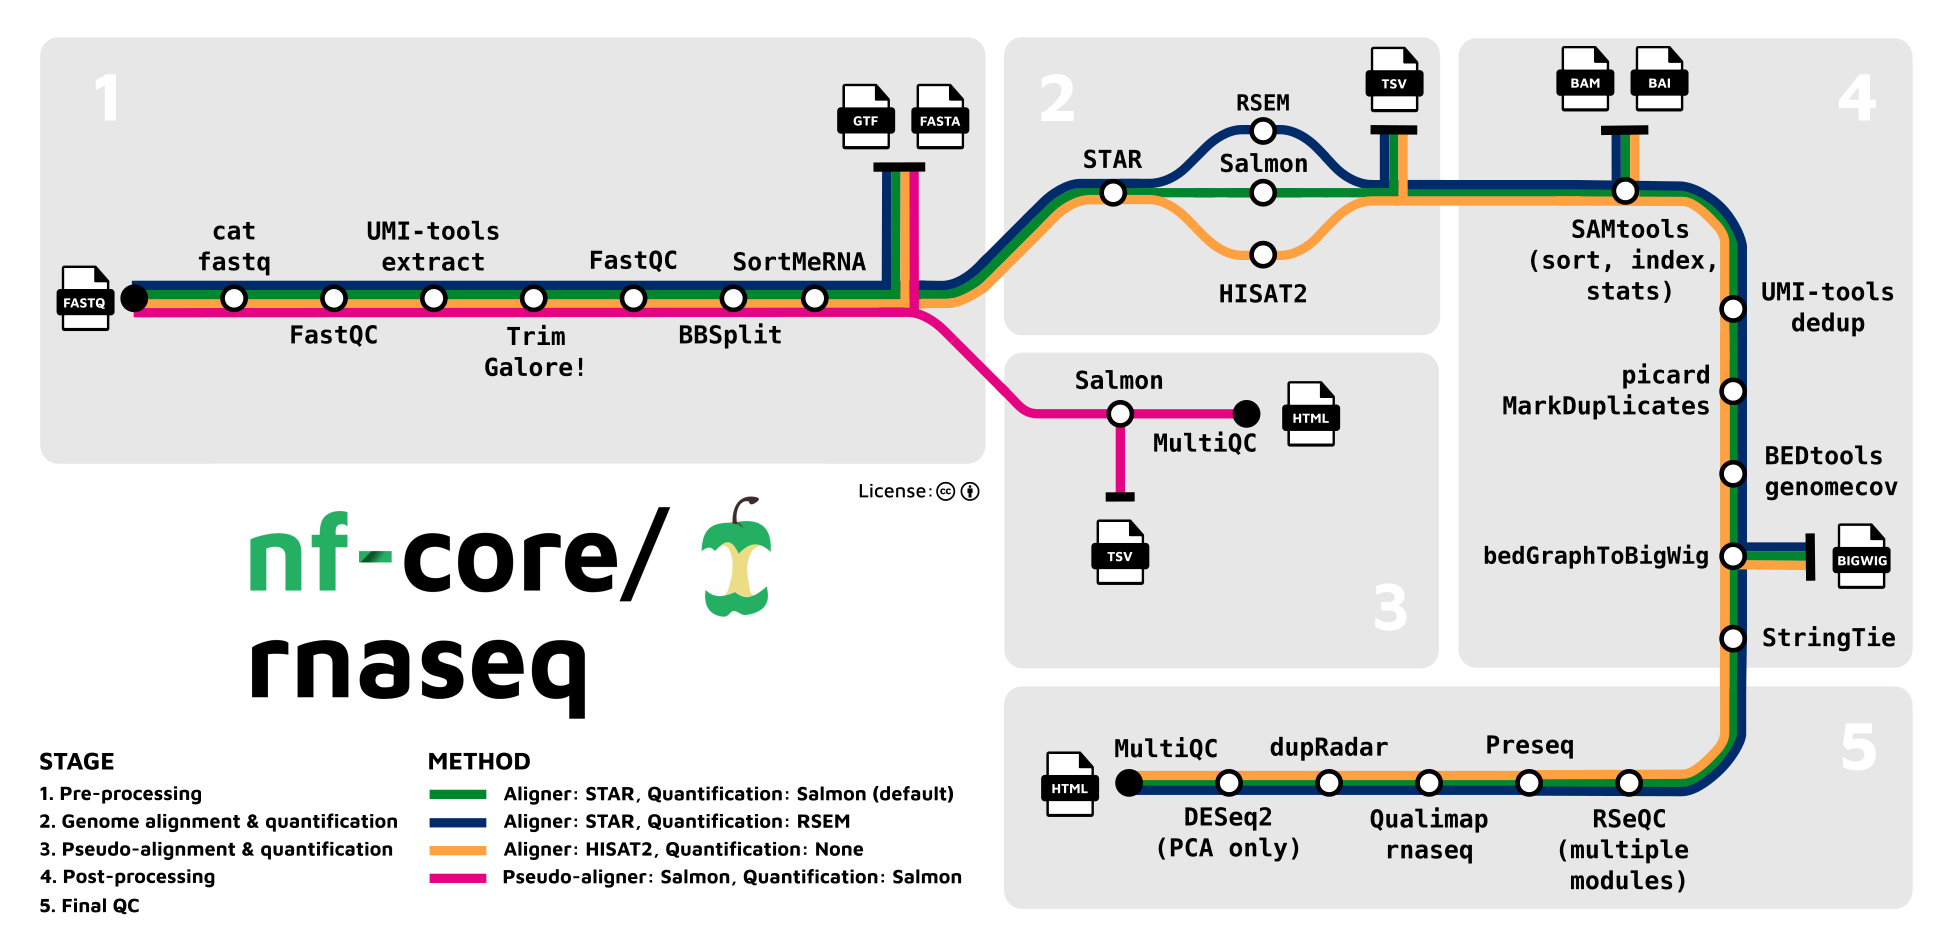 1
GTF
FASTA
cat
fastq
UMI-tools
extract
FastQC
SortMeRNA
FASTQ
FastQC
Trim
Galore!
BBSplit
2
RSEM
TSV
STAR
Salmon
HISAT2
BAM
BAI
4
SAMtools
(sort, index,
stats)
UMI-tools
dedup
picard
MarkDuplicates
BEDtools
genomecov
bedGraphToBigWig
BIGWIG
StringTie
Salmon
MultiQC
HTML
TSV
3
License: cc
nf-core/
rnaseq
MultiQC
dupRadar
Preseq
5
HTML
DESeq2
(PCA only)
Qualimap
rnaseq
RSeQC
(multiple
modules)
STAGE
1. Pre-processing
2. Genome alignment & quantification
3. Pseudo-alignment & quantification
4. Post-processing
5. Final QC
METHOD
Aligner: STAR, Quantification: Salmon (default)
Aligner: STAR, Quantification: RSEM
Aligner: HISAT2, Quantification: None
Pseudo-aligner: Salmon, Quantification: Salmon